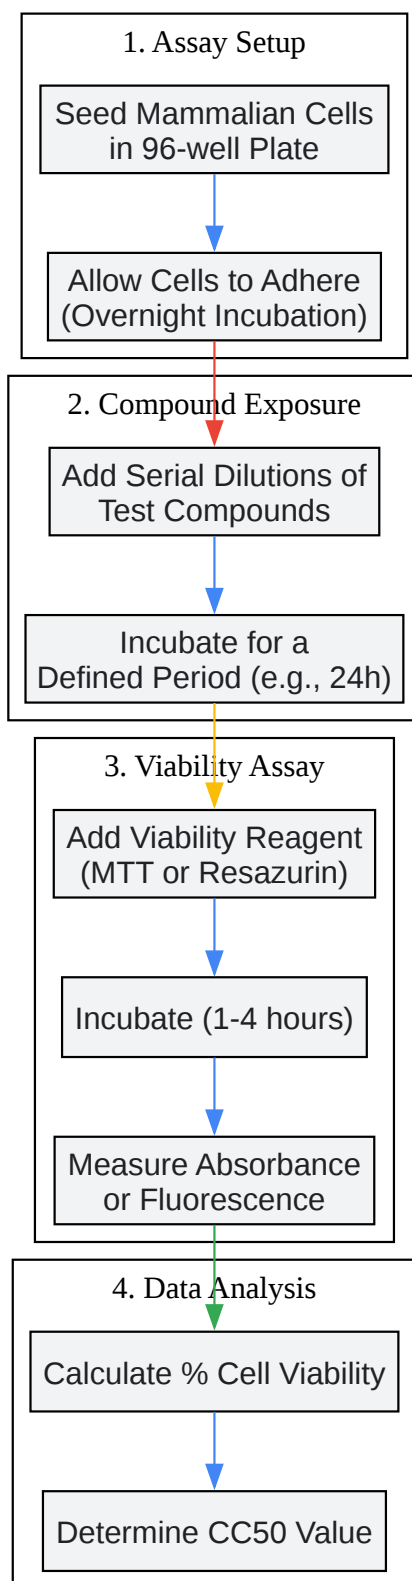 1. Assay Setup
Seed Mammalian Cells
in 96-well Plate
Allow Cells to Adhere
(Overnight Incubation)
2. Compound Exposure
Add Serial Dilutions of
Test Compounds
Incubate for a
Defined Period (e.g., 24h)
3. Viability Assay
Add Viability Reagent
(MTT or Resazurin)
Incubate (1-4 hours)
Measure Absorbance
or Fluorescence
4. Data Analysis
Calculate % Cell Viability
Determine CC50 Value